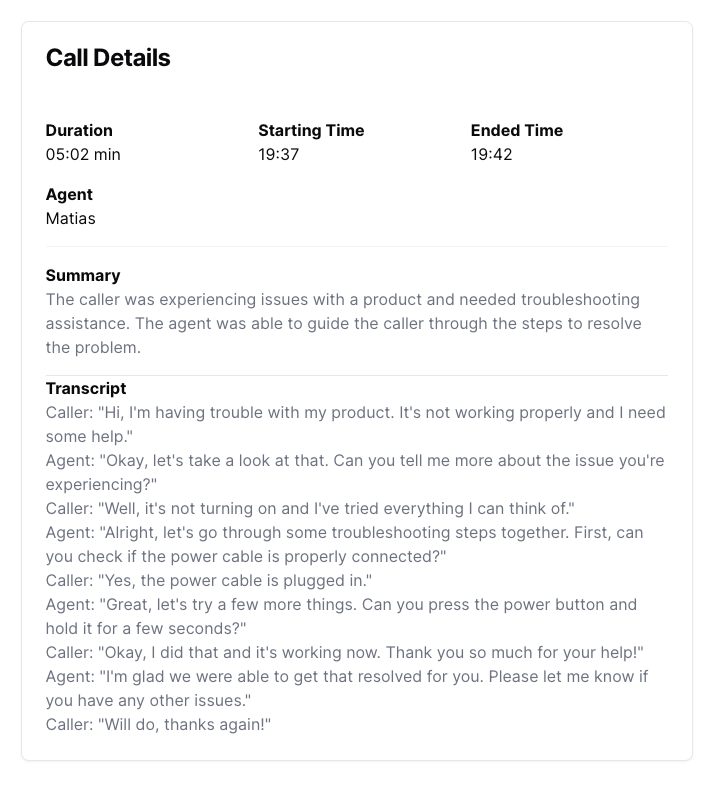 Call Details
Duration
Starting Time
Ended Time
05:02 min
19:37
19:42
Agent
Matias
Summary
The caller was experiencing issues with a product and needed troubleshooting
assistance. The agent was able to guide the caller through the steps to resolve
the problem.
Transcript
Caller: "Hi, I'm having trouble with my product. It's not working properly and I need
some help."
Agent: "Okay, let's take a look at that. Can you tell me more about the issue you're
experiencing?"
Caller: "Well, it's not turning on and I've tried everything I can think of."
Agent: "Alright, let's go through some troubleshooting steps together. First, can
you check if the power cable is properly connected?"
Caller: "Yes, the power cable is plugged in."
Agent: "Great, let's try a few more things. Can you press the power button and
hold it for a few seconds?"
Caller: "Okay, I did that and it's working now. Thank you so much for your help!"
Agent: "I'm glad we were able to get that resolved for you. Please let me know if
you have any other issues."
Caller: "Will do, thanks again!"